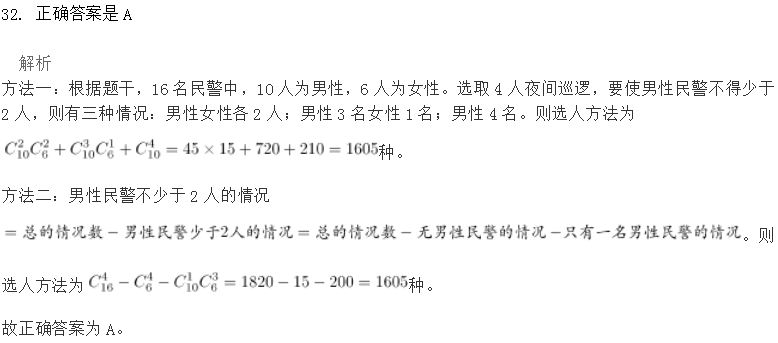 32. 正确答案是A
解析
方法一：根据题干，16名民警中，10人为男性，6人为女性。选取4人夜间巡逻，要使男性民警不得少于
2人，则有三种情况：男性女性各2人；男性3名女性1名；男性4名。则选人方法为
$C_{10}^{2}C_{6}^{2}+C_{10}^{3}C_{6}^{1}+C_{10}^{4}=45\times15+720+210=1605$种。
方法二：男性民警不少于2人的情况
=总的情况数－男性民警少于2人的情况=总的情况数－无男性民警的情况－只有一名男性民警的情况。则
选人方法为$C_{16}^{4}-C_{6}^{4}-C_{10}^{1}C_{6}^{3}=1820-15-200=1605$种。
故正确答案为A。